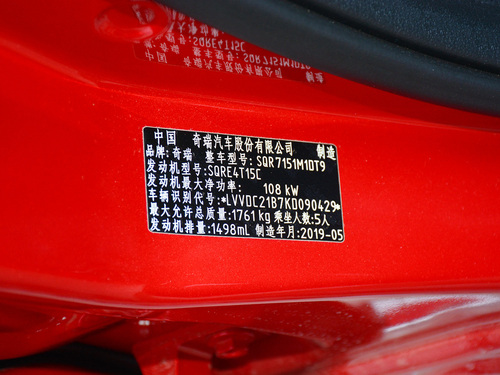 中国 奇瑞汽车股份有限公司 制造
品牌:奇瑞 整车型号:SQR7151M1DT9
发动机型号:SQRE4T15C
发动机最大净功率: 108 kW
车辆识别代号:*LVVDC21B7KD090429*
最大允许总质量:1761kg 乘坐人数:5人
发动机排量:1498mL 制造年月:2019-05